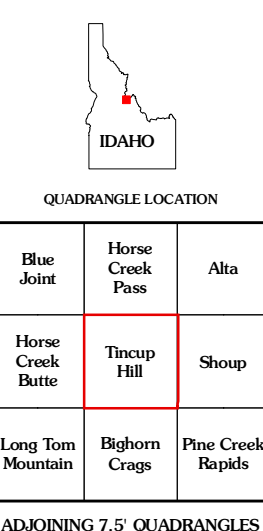 IDAHO
QUADRANGLE LOCATION
Blue
Joint
Horse
Creek
Pass
Alta
Horse
Creek
Butte
Tincup
Hill
Shoup
Long Tom
Mountain
Bighorn
Crags
Pine Creek
Rapids
ADJOINING 7.5' QUADRANGLES